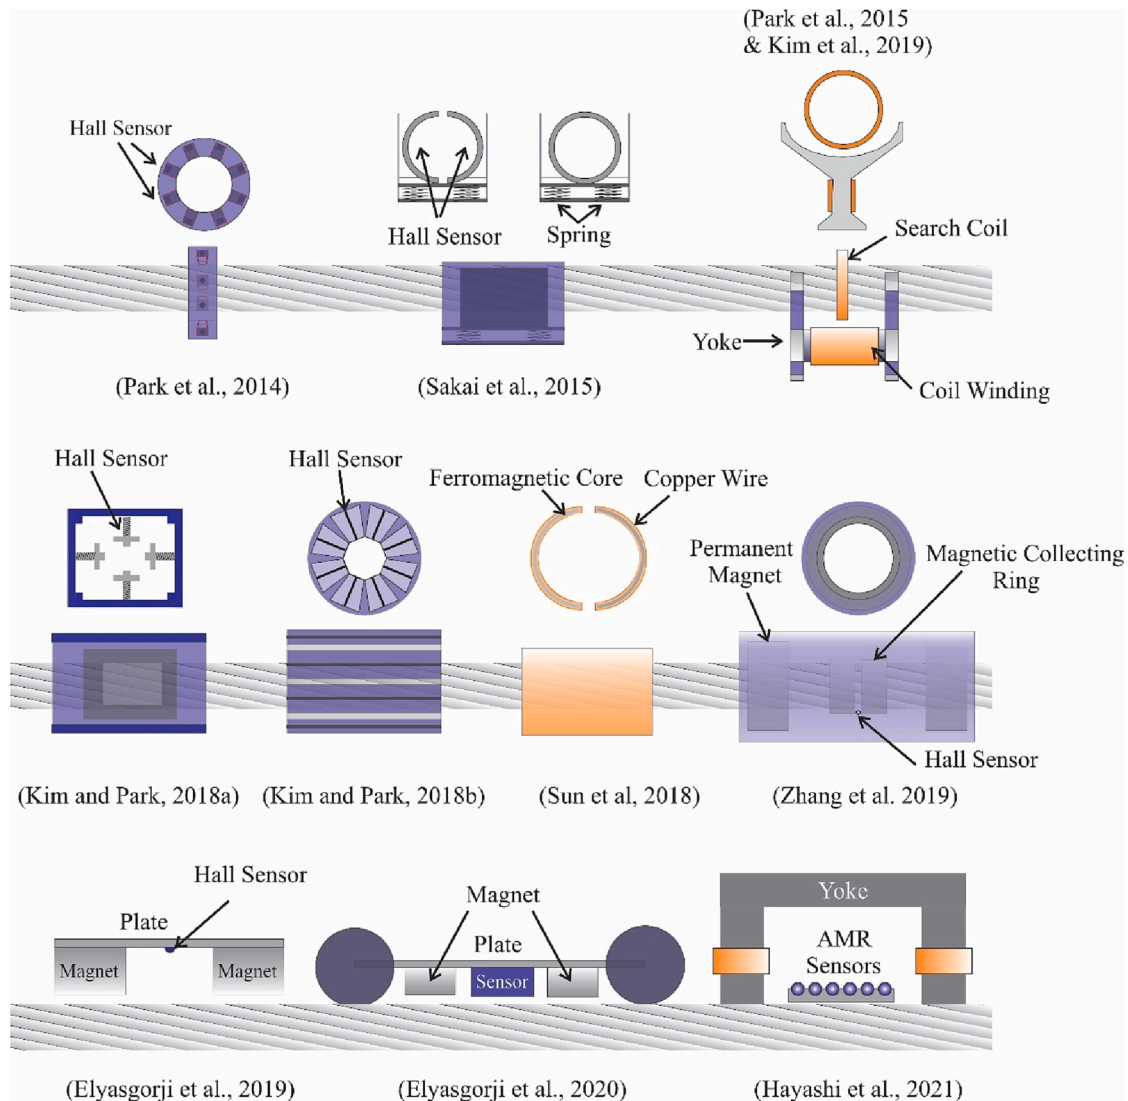 (Park et al., 2015
& Kim et al., 2019)
Hall Sensor
Hall Sensor
Spring
Search Coil
Yoke
Coil Winding
(Park et al., 2014)
(Sakai et al., 2015)
Hall Sensor
Hall Sensor
Ferromagnetic Core
Copper Wire
Permanent
Magnet
Magnetic Collecting
Ring
Hall Sensor
(Kim and Park, 2018a)
(Kim and Park, 2018b)
(Sun et al, 2018)
(Zhang et al. 2019)
Hall Sensor
Plate
Magnet
Magnet
Magnet
Plate
Sensor
Yoke
AMR
Sensors
(Elyasgorji et al., 2019)
(Elyasgorji et al., 2020)
(Hayashi et al., 2021)